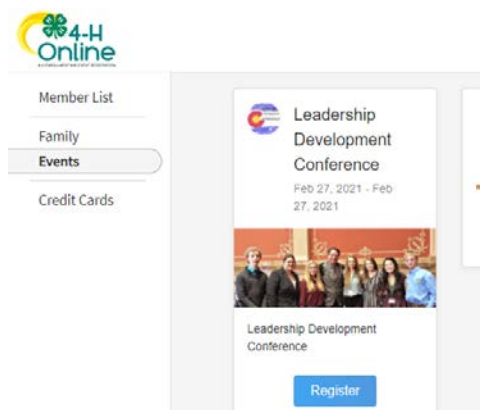 4-H
Online
Member List
Family
Events
Credit Cards
Leadership
Development
Conference
Feb 27, 2021 - Feb
27, 2021
Leadership Development
Conference
Register